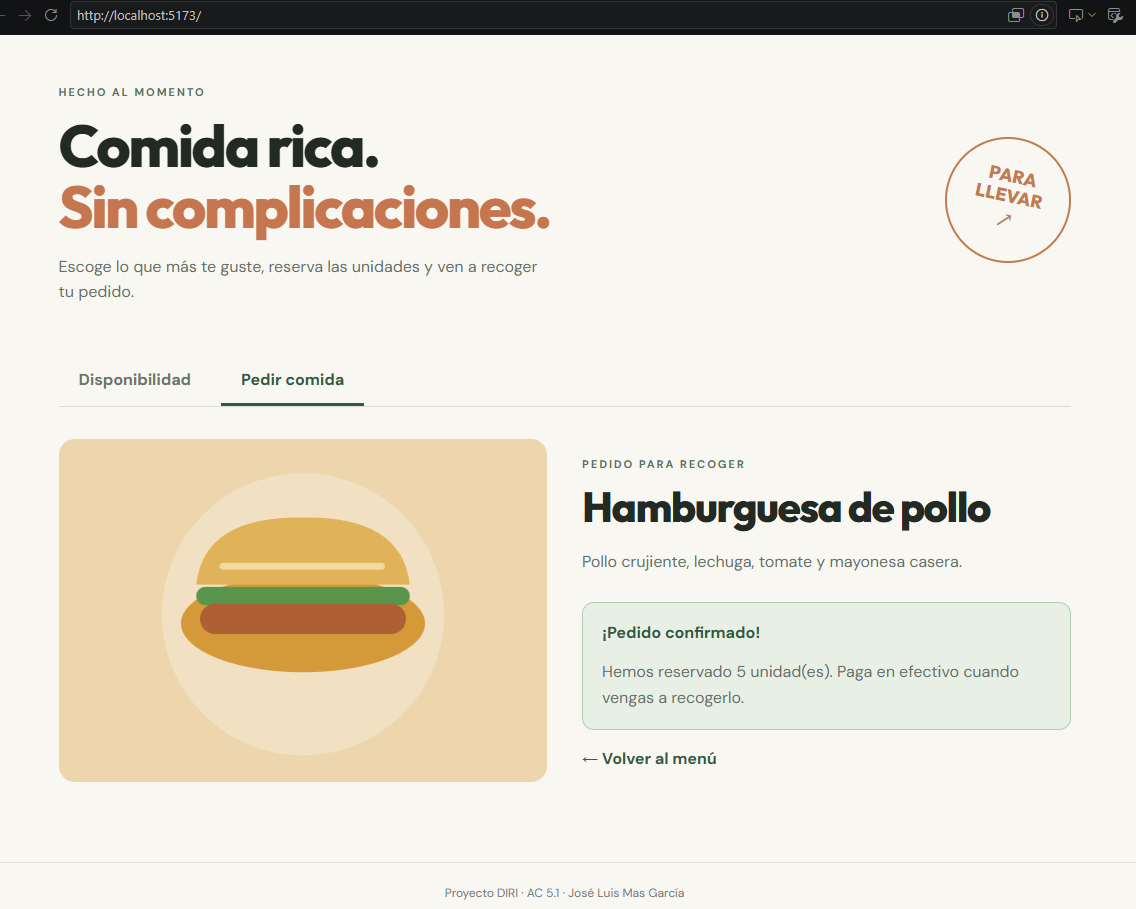 http://localhost:5173/
HECHO AL MOMENTO
Comida rica.
Sin complicaciones.
Escoge lo que más te guste, reserva las unidades y ven a recoger
tu pedido.
PARA
LLEVAR
↗
Disponibilidad
Pedir comida
PEDIDO PARA RECOGER
Hamburguesa de pollo
Pollo crujiente, lechuga, tomate y mayonesa casera.
¡Pedido confirmado!
Hemos reservado 5 unidad(es). Paga en efectivo cuando
vengas a recogerlo.
← Volver al menú
Proyecto DIRI · AC 5.1 · José Luis Mas García